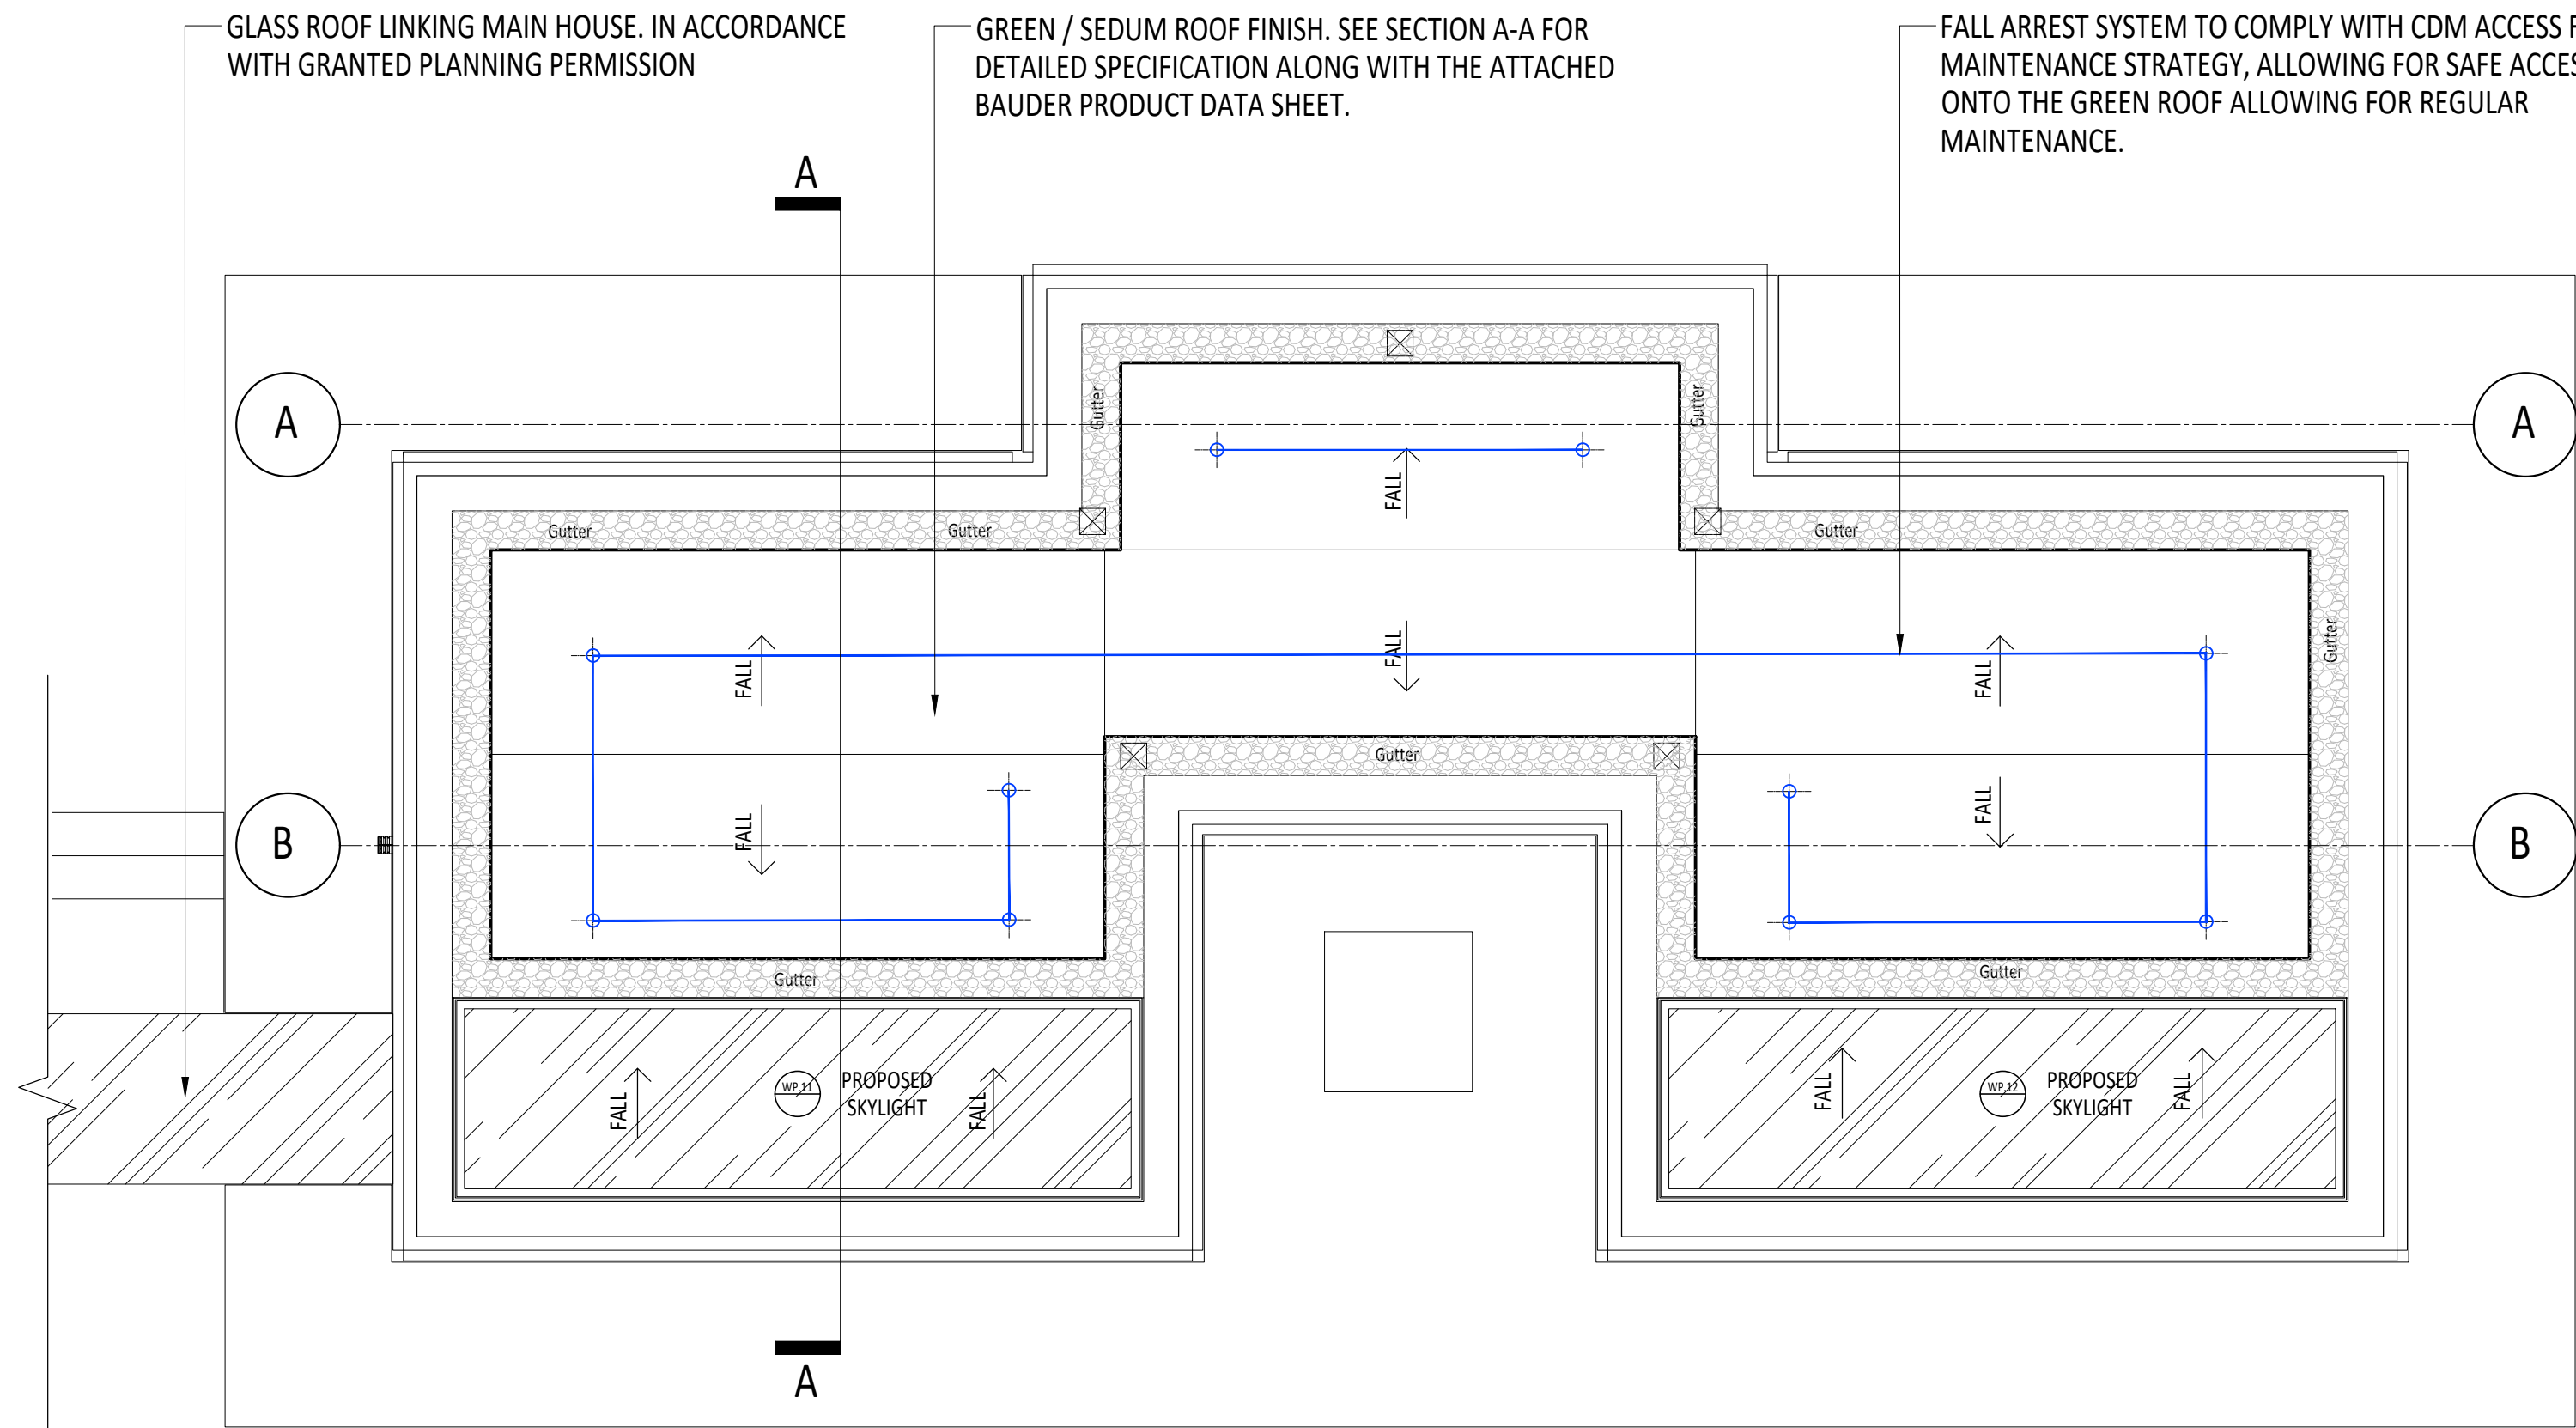 GLASS ROOF LINKING MAIN HOUSE. IN ACCORDANCE
WITH GRANTED PLANNING PERMISSION
GREEN / SEDUM ROOF FINISH. SEE SECTION A-A FOR
DETAILED SPECIFICATION ALONG WITH THE ATTACHED
BAUDER PRODUCT DATA SHEET.
FALL ARREST SYSTEM TO COMPLY WITH CDM ACCESS
MAINTENANCE STRATEGY, ALLOWING FOR SAFE
ONTO THE GREEN ROOF ALLOWING FOR REGULAR
MAINTENANCE.
A
A
A
Gutter
Gutter
FALL
Gutter
Gutter
Gutter
FALL
FALL
FALL
Gutter
Gutter
B
FALL
FALL
B
Gutter
Gutter
FALL
WP.11
PROPOSED
SKYLIGHT
FALL
FALL
WP.12
PROPOSED
SKYLIGHT
FALL
A